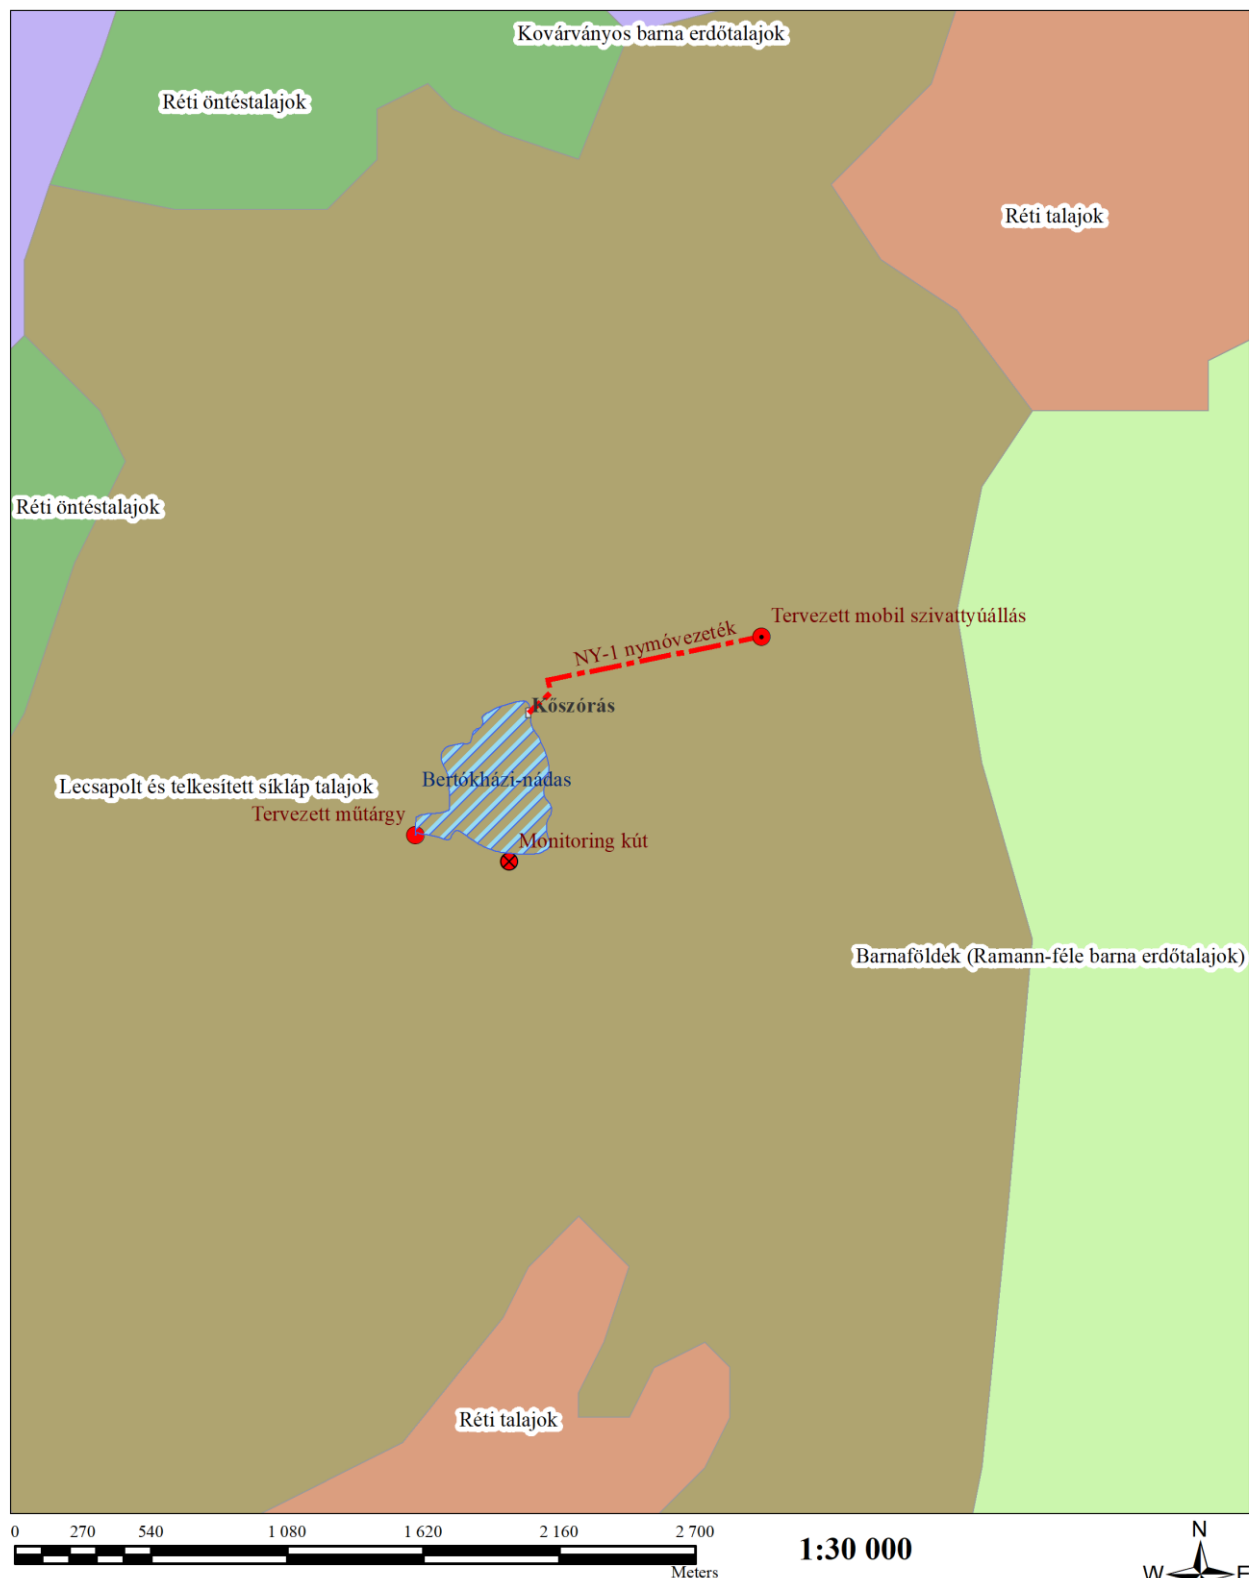 Kovárványos barna erdőtalajok
Réti öntéstalajok
Réti talajok
Réti öntéstalajok
Tervezett mobil szivattyúállás
NY-1 nymóvezeték
Kőszórás
Bertókházi-nádas
Lecsapolt és telkesített síkláp talajok
Tervezett műtárgy
Monitoring kút
Barnaföldek (Ramann-féle barna erdőtalajok)
Réti talajok
0 270 540 1 080 1 620 2 160 2 700
Meters
1:30 000
N
W E